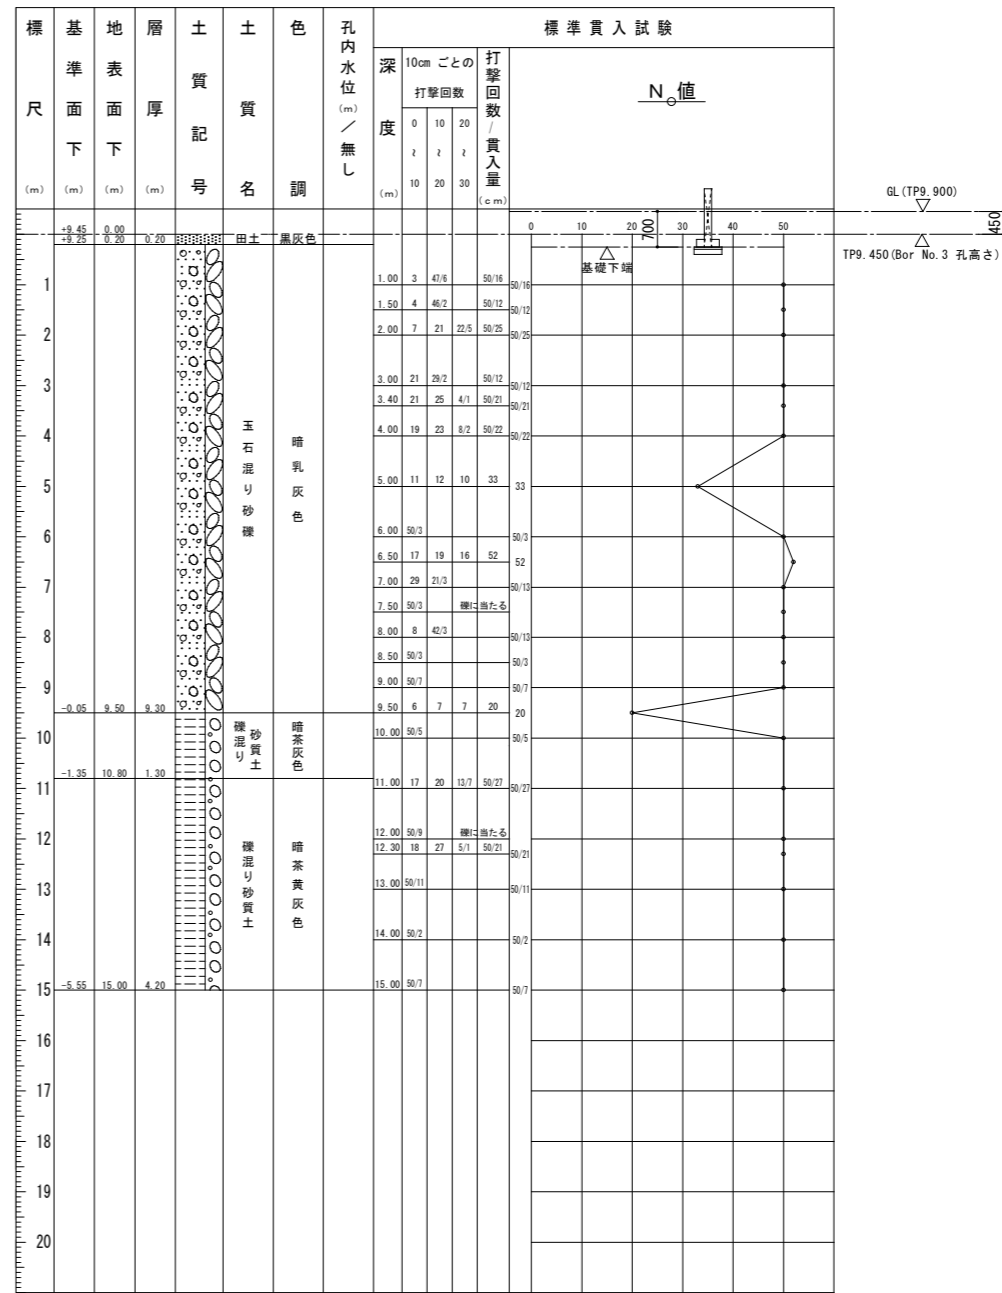 標尺(m)
基準面下(m)
地表面下(m)
層厚(m)
土質記号
土質名
色調
孔内水位(m)／無し
標準貫入試験
深度(m)
10cm ごとの
打撃回数
0 10 20
～ ～ ～
10 20 30
打撃回数/貫入量(cm)
N 値
GL(TP9.900)
450
TP9.450(Bor No.3 孔高さ)
0 10 20 30 40 50
700
基礎下端
+9.45 0.00
+9.25 0.20 0.20 田土 黒灰色
玉石混り砂礫
暗乳灰色
-0.05 9.50 9.30
礫混り砂質土
暗茶灰色
-1.35 10.80 1.30
礫混り砂質土
暗茶黄灰色
-5.55 15.00 4.20
1.00 3 47/6 50/16 50/16
1.50 4 46/2 50/12 50/12
2.00 7 21 22/5 50/25 50/25
3.00 21 29/2 50/12 50/12
3.40 21 25 4/1 50/21 50/21
4.00 19 23 8/2 50/22 50/22
5.00 11 12 10 33 33
6.00 50/3 50/3
6.50 17 19 16 52 52
7.00 29 21/3 50/13
7.50 50/3 礫に当たる
8.00 8 42/3 50/13
8.50 50/3 50/3
9.00 50/7 50/7
9.50 6 7 7 20 20
10.00 50/5 50/5
11.00 17 20 13/7 50/27 50/27
12.00 50/9 礫に当たる
12.30 18 27 5/1 50/21 50/21
13.00 50/11 50/11
14.00 50/2 50/2
15.00 50/7 50/7
1
2
3
4
5
6
7
8
9
10
11
12
13
14
15
16
17
18
19
20